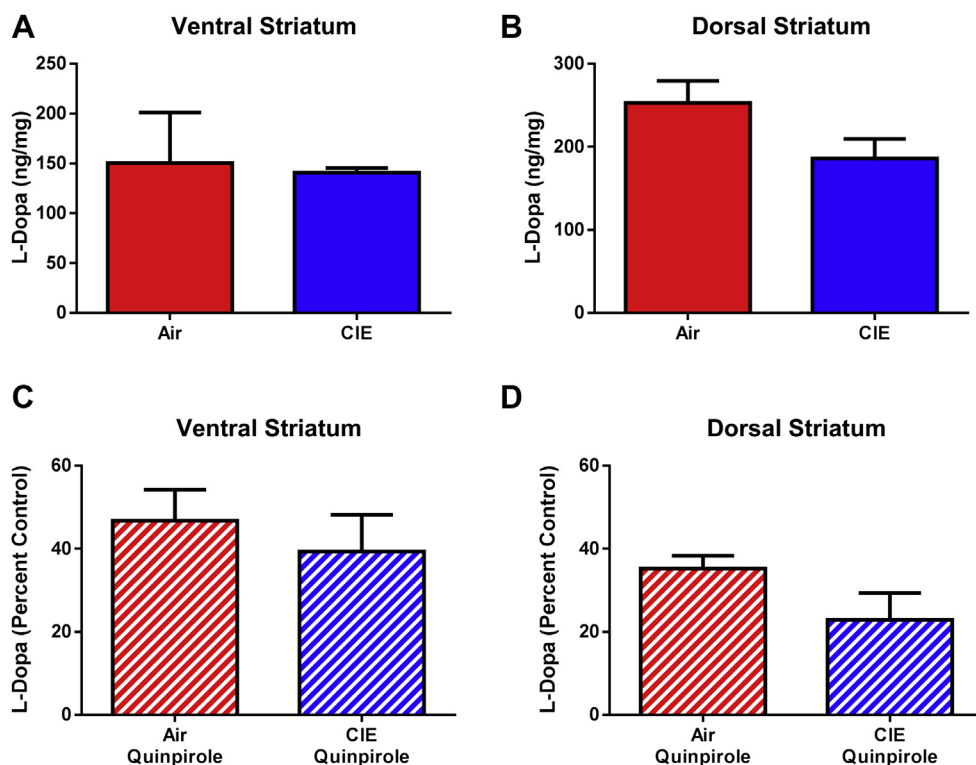 A
Ventral Striatum
L-Dopa (ng/mg)
250
200
150
100
50
0
Air
CIE
B
Dorsal Striatum
L-Dopa (ng/mg)
300
200
100
0
Air
CIE
C
Ventral Striatum
L-Dopa (Percent Control)
60
40
20
0
Air
Quinpirole
CIE
Quinpirole
D
Dorsal Striatum
L-Dopa (Percent Control)
60
40
20
0
Air
Quinpirole
CIE
Quinpirole